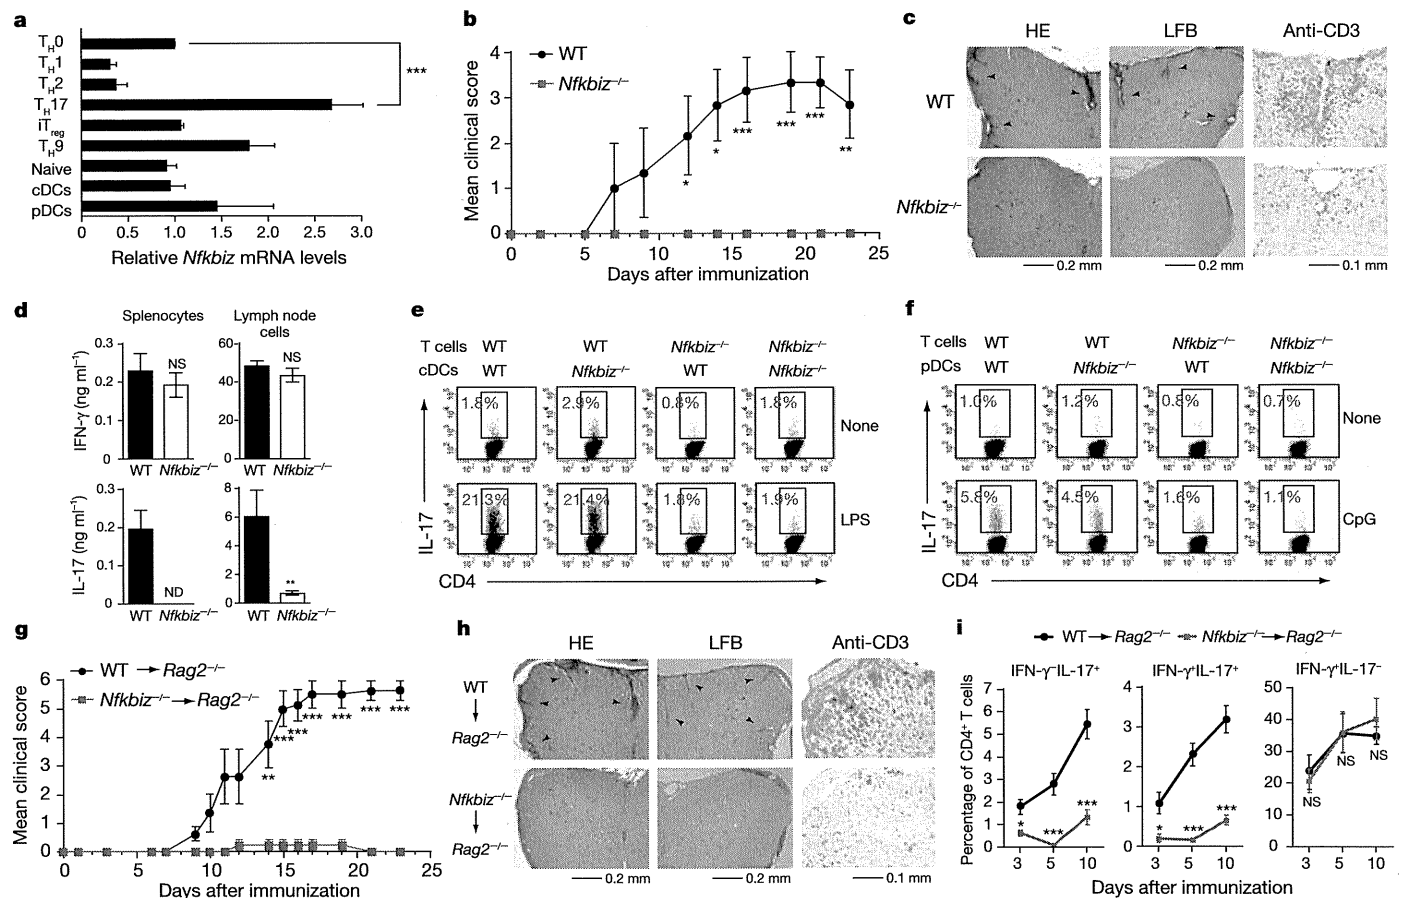 a
T_H0
T_H1
T_H2
T_H17
iT_reg
T_H9
Naive
cDCs
pDCs
***
0 0.5 1.0 1.5 2.0 2.5 3.0
Relative Nfkbiz mRNA levels
b
WT
Nfkbiz–/–
Mean clinical score
4
3
2
1
0
* * *** *** *** **
0 5 10 15 20 25
Days after immunization
c
HE LFB Anti-CD3
WT
Nfkbiz–/–
0.2 mm 0.2 mm 0.1 mm
d
Splenocytes
Lymph node
cells
IFN-γ (ng ml–1)
0.3
0.2
0.1
0
NS
WT Nfkbiz–/–
60
40
20
0
NS
WT Nfkbiz–/–
IL-17 (ng ml–1)
0.3
0.2
0.1
0
ND
WT Nfkbiz–/–
8
6
4
2
0
**
WT Nfkbiz–/–
e
T cells WT WT Nfkbiz–/– Nfkbiz–/–
cDCs WT Nfkbiz–/– WT Nfkbiz–/–
1.8% 2.9% 0.8% 1.8% None
21.3% 21.4% 1.8% 1.9% LPS
IL-17
CD4
f
T cells WT WT Nfkbiz–/– Nfkbiz–/–
pDCs WT Nfkbiz–/– WT Nfkbiz–/–
1.0% 1.2% 0.8% 0.7% None
5.8% 4.5% 1.6% 1.1% CpG
IL-17
CD4
g
WT → Rag2–/–
Nfkbiz–/– → Rag2–/–
Mean clinical score
6
5
4
3
2
1
0
** *** *** *** *** *** ***
0 5 10 15 20 25
Days after immunization
h
HE LFB Anti-CD3
WT
Rag2–/–
Nfkbiz–/–
Rag2–/–
0.2 mm 0.2 mm 0.1 mm
i
WT → Rag2–/– Nfkbiz–/– → Rag2–/–
IFN-γ–IL-17+ IFN-γ+IL-17+ IFN-γ+IL-17–
Percentage of CD4+ T cells
7
6
5
4
3
2
1
0
* *** ***
3 5 10
4
3
2
1
0
* *** ***
3 5 10
50
40
30
20
10
0
NS NS NS
3 5 10
Days after immunization